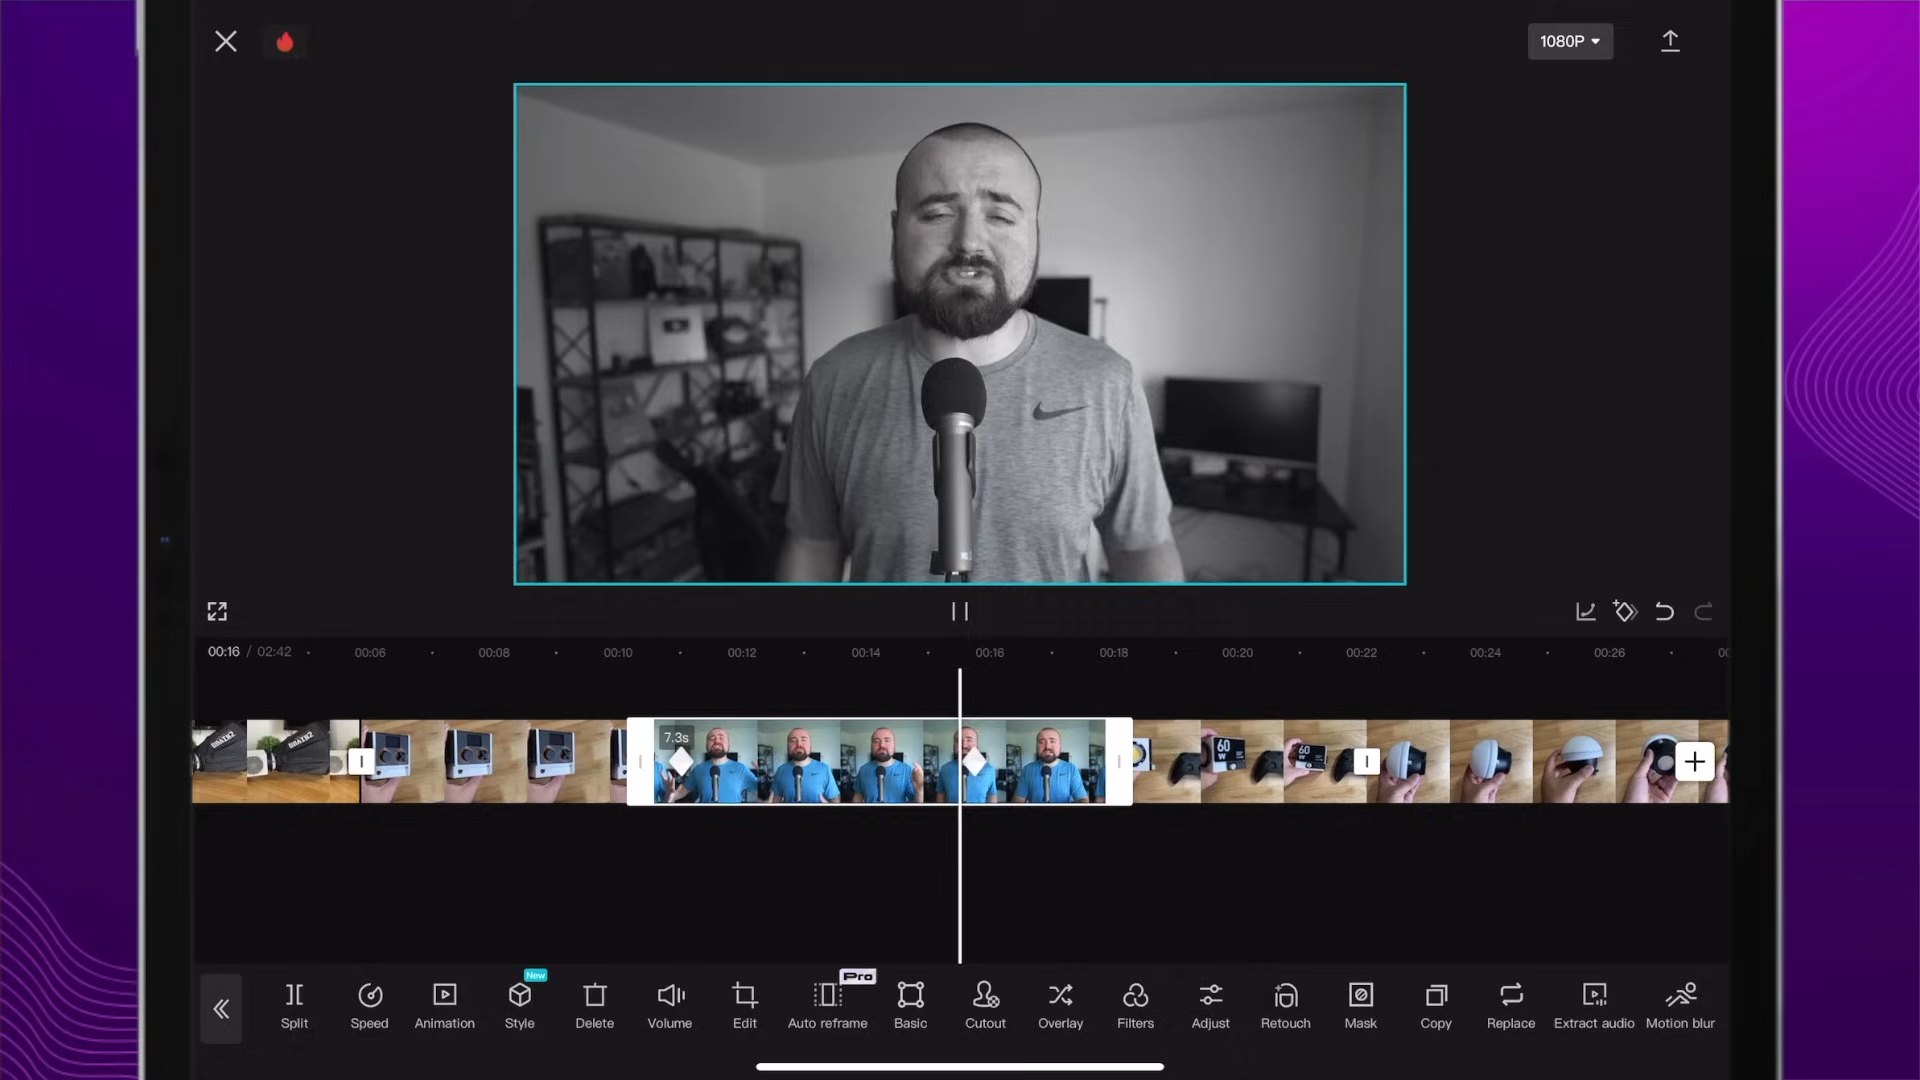 1080P
00:16 / 02:42
00:06
00:08
00:10
00:12
00:14
00:16
00:18
00:20
00:22
00:24
00:26
7.3s
60
W
60
New
Pro
Split
Speed
Animation
Style
Delete
Volume
Edit
Auto reframe
Basic
Cutout
Overlay
Filters
Adjust
Retouch
Mask
Copy
Replace
Extract audio
Motion blur